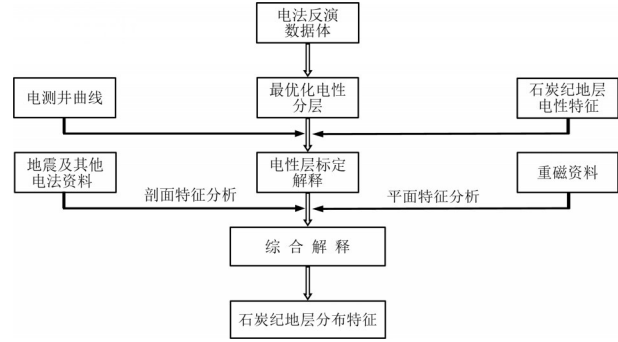 电法反演
数据体
电测井曲线
最优化电性
分层
石炭纪地层
电性特征
地震及其他
电法资料
电性层标定
解释
重磁资料
剖面特征分析
平面特征分析
综合解释
石炭纪地层分布特征